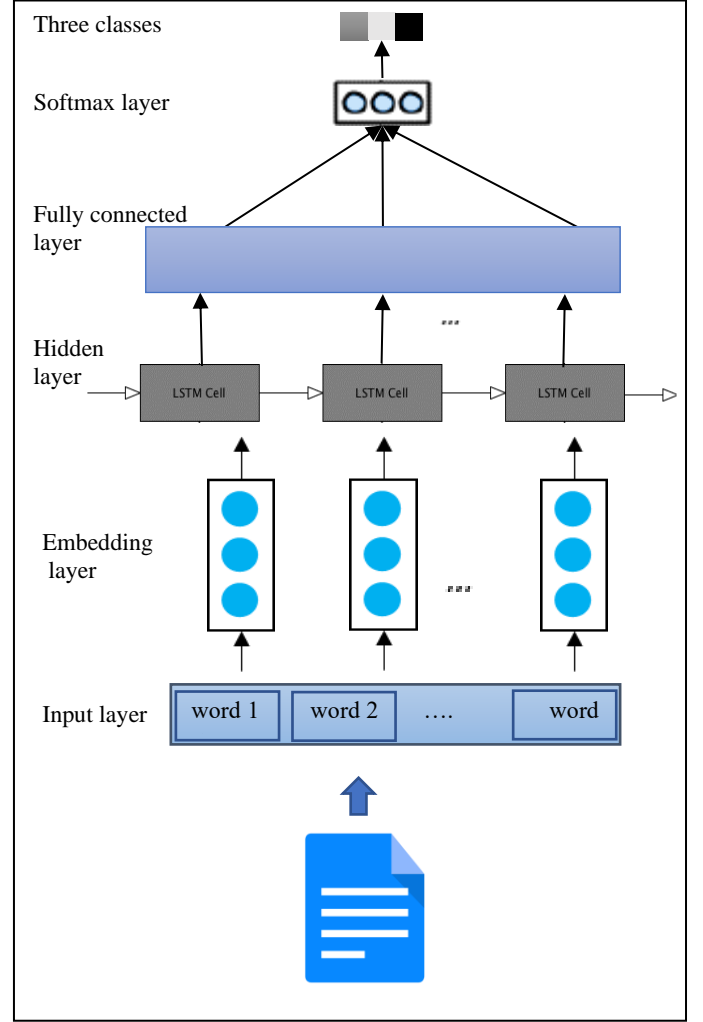 Three classes
Softmax layer
Fully connected
layer
Hidden
layer
LSTM Cell
LSTM Cell
LSTM Cell
Embedding
layer
Input layer
word 1
word 2
....
word